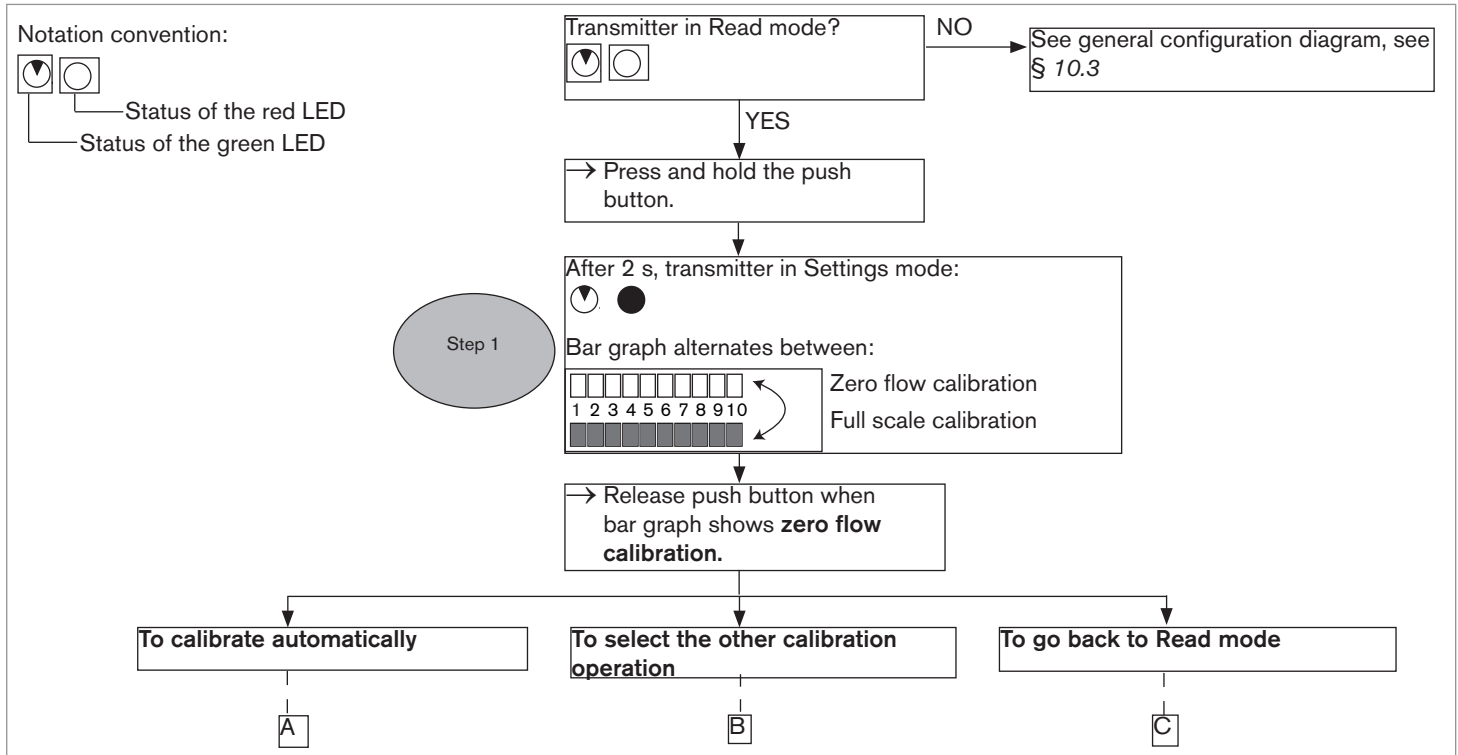 Notation convention:
Status of the red LED
Status of the green LED
Transmitter in Read mode?
NO
See general configuration diagram, see
§ 10.3
YES
→ Press and hold the push
button.
After 2 s, transmitter in Settings mode:
Step 1
Bar graph alternates between:
Zero flow calibration
1 2 3 4 5 6 7 8 9 10
Full scale calibration
→ Release push button when
bar graph shows zero flow
calibration.
To calibrate automatically
To select the other calibration
operation
To go back to Read mode
A
B
C